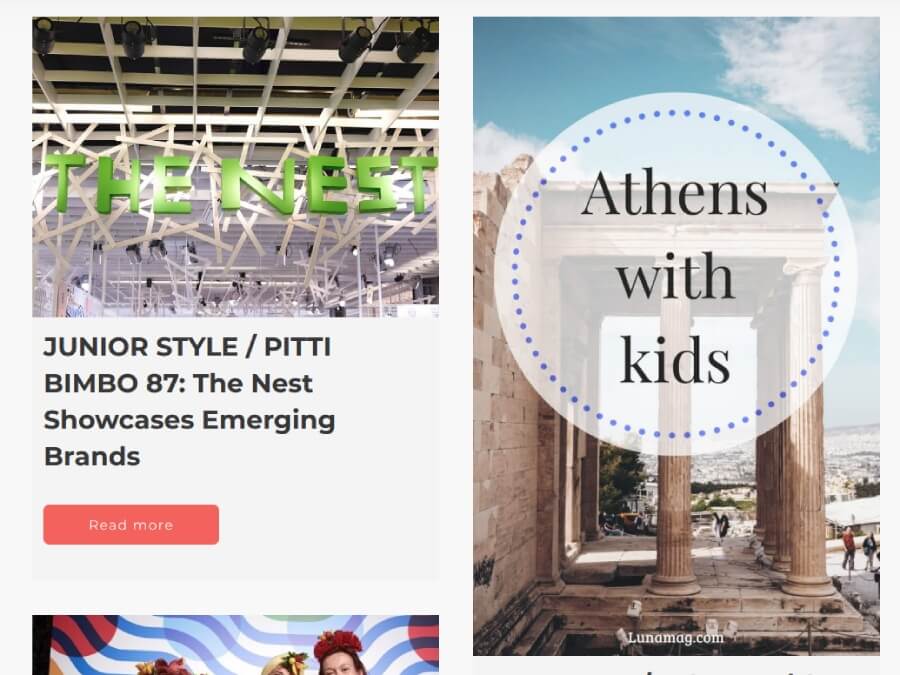 THE NEST
JUNIOR STYLE / PITTI
BIMBO 87: The Nest
Showcases Emerging
Brands
Read more
Athens
with
kids
Lunamag.com